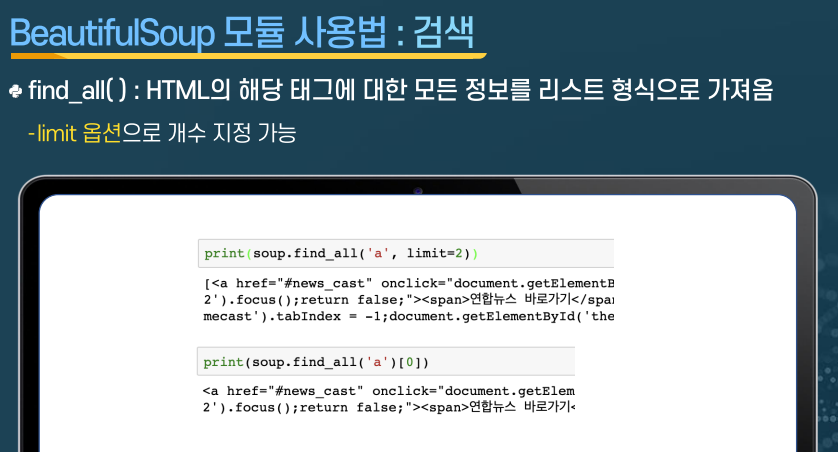 BeautifulSoup 모듈 사용법 : 검색
find_all( ) : HTML의 해당 태그에 대한 모든 정보를 리스트 형식으로 가져옴
-limit 옵션으로 개수 지정 가능
print(soup.find_all('a', limit=2))
[<a href="#news_cast" onclick="document.getElementB
2').focus();return false;"><span>연합뉴스 바로가기</spa
mecast').tabIndex = -1;document.getElementById('the
print(soup.find_all('a')[0])
<a href="#news_cast" onclick="document.getElem
2').focus();return false;"><span>연합뉴스 바로가기<